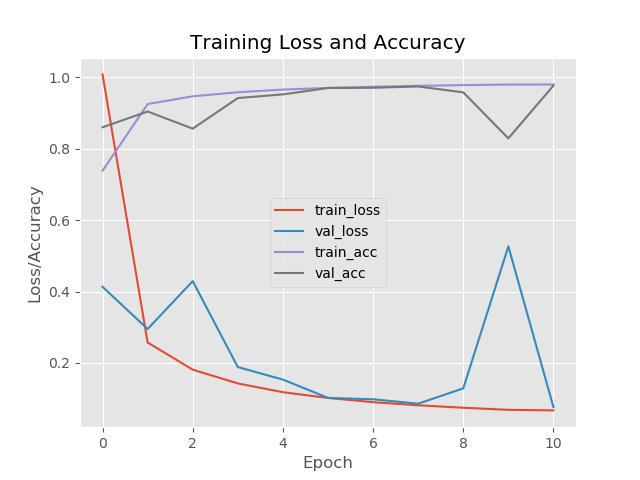 Training Loss and Accuracy
Loss/Accuracy
1.0
0.8
0.6
0.4
0.2
train_loss
val_loss
train_acc
val_acc
0
2
4
6
8
10
Epoch